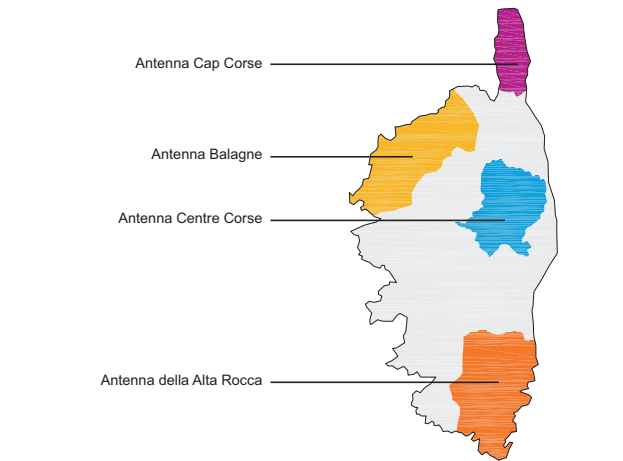 Antenna Cap Corse
Antenna Balagne
Antenna Centre Corse
Antenna della Alta Rocca